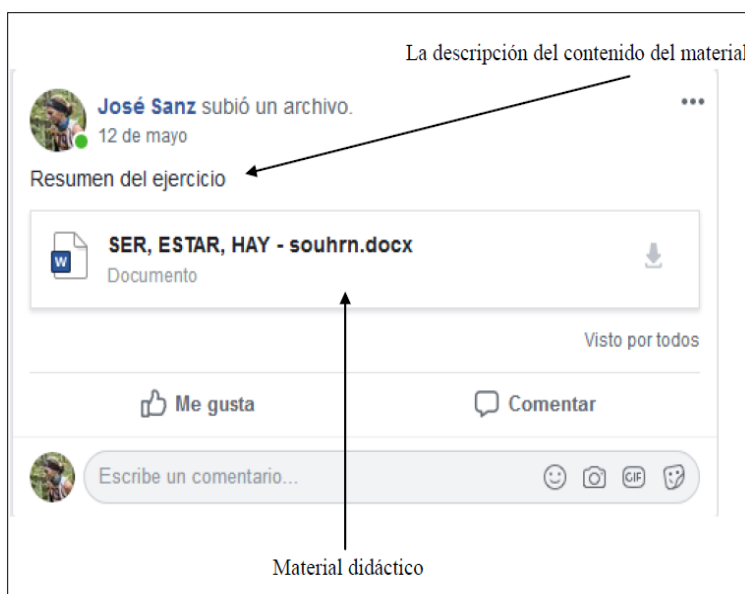 La descripción del contenido del material
José Sanz subió un archivo.
12 de mayo
Resumen del ejercicio
W
SER, ESTAR, HAY - souhrn.docx
Documento
Visto por todos
Me gusta
Comentar
Escribe un comentario...
GIF
Material didáctico